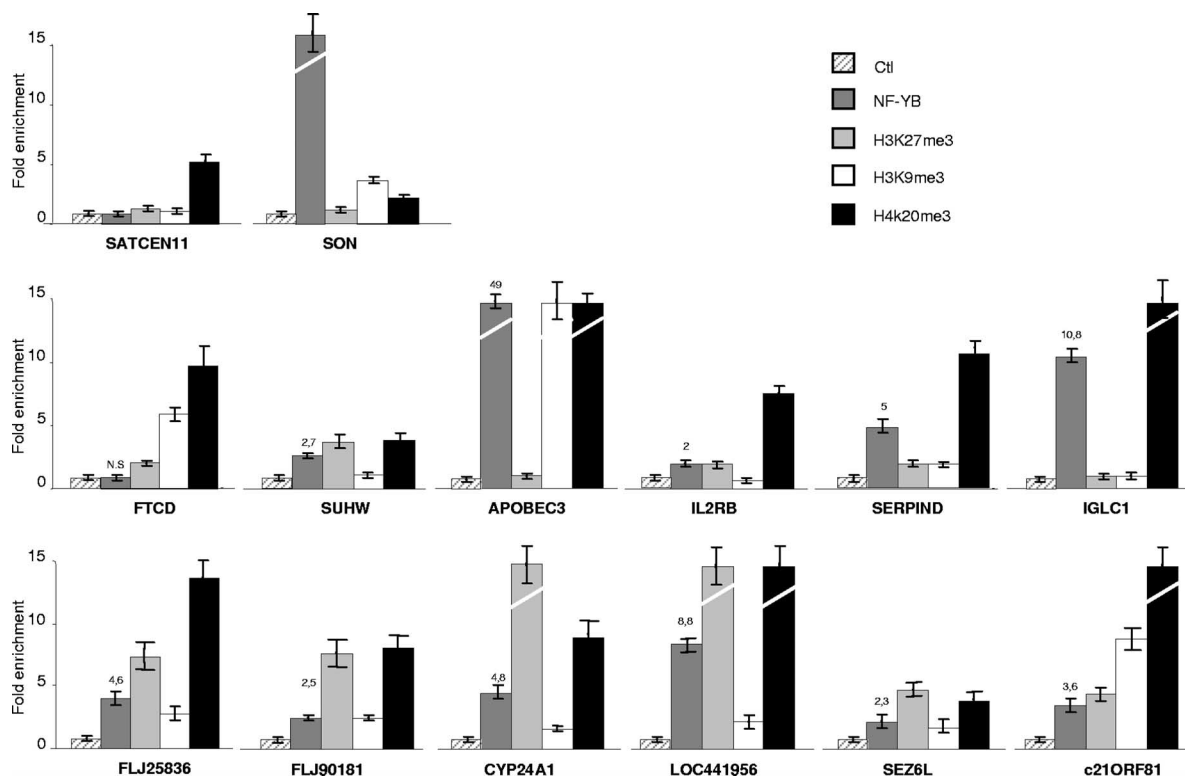 Fold enrichment
15
10
5
0
SATCEN11
SON
Ctl
NF-YB
H3K27me3
H3K9me3
H4k20me3
Fold enrichment
15
10
5
0
N.S
2,7
49
2
5
10,8
FTCD
SUHW
APOBEC3
IL2RB
SERPIND
IGLC1
Fold enrichment
15
10
5
0
4,6
2,5
4,8
8,8
2,3
3,6
FLJ25836
FLJ90181
CYP24A1
LOC441956
SEZ6L
c21ORF81